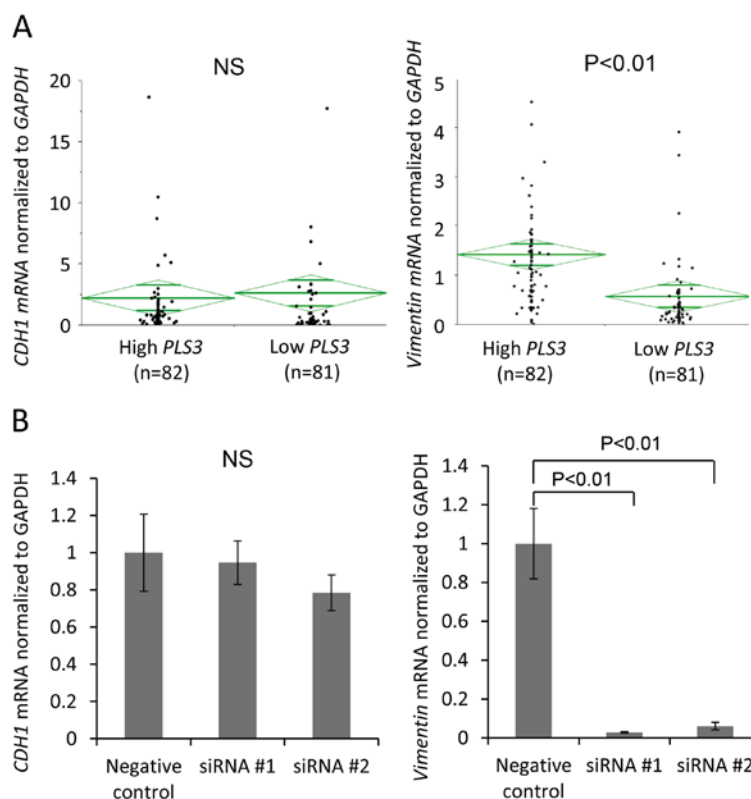 A
CDH1 mRNA normalized to GAPDH
NS
20
15
10
5
0
High PLS3
(n=82)
Low PLS3
(n=81)
Vimentin mRNA normalized to GAPDH
P<0.01
5
4
3
2
1
0
High PLS3
(n=82)
Low PLS3
(n=81)
B
CDH1 mRNA normalized to GAPDH
NS
1.4
1.2
1
0.8
0.6
0.4
0.2
0
Negative
control
siRNA #1
siRNA #2
Vimentin mRNA normalized to GAPDH
P<0.01
P<0.01
1.4
1.2
1
0.8
0.6
0.4
0.2
0
Negative
control
siRNA #1
siRNA #2